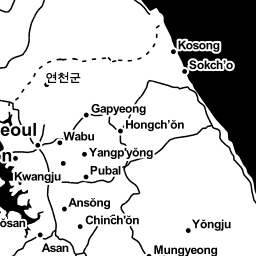 Kosong
Sokch'o
연천군
Gapyeong
Hongch'ŏn
eoul
Wabu
Yangp'yŏng
on
Pubal
Kwangju
Ansŏng
Chinch'ŏn
ŏsan
Yŏngju
Asan
Mungyeong